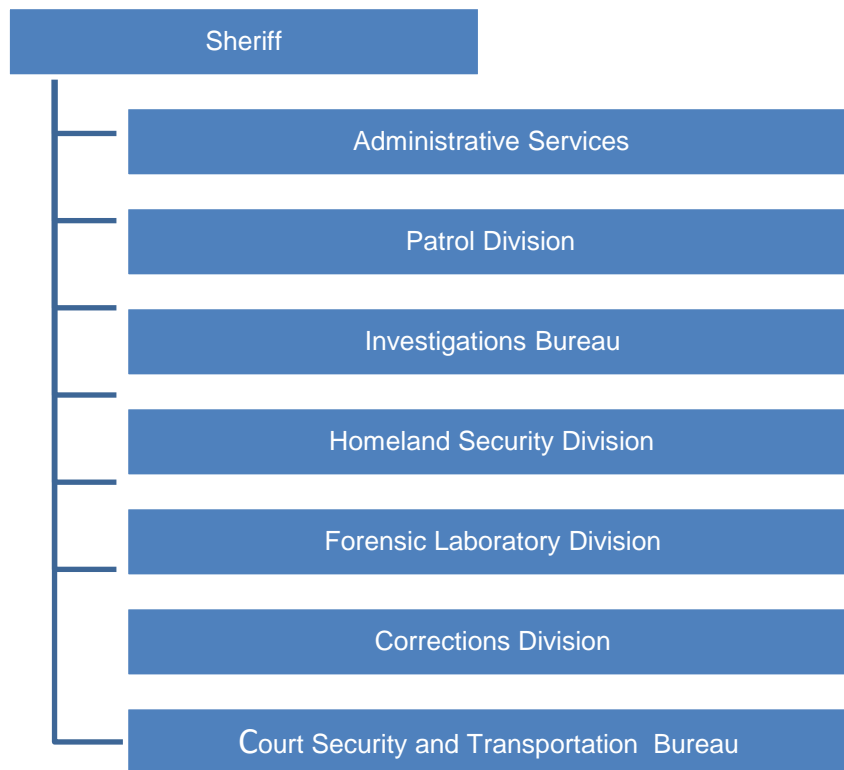 Sheriff
Administrative Services
Patrol Division
Investigations Bureau
Homeland Security Division
Forensic Laboratory Division
Corrections Division
Court Security and Transportation Bureau